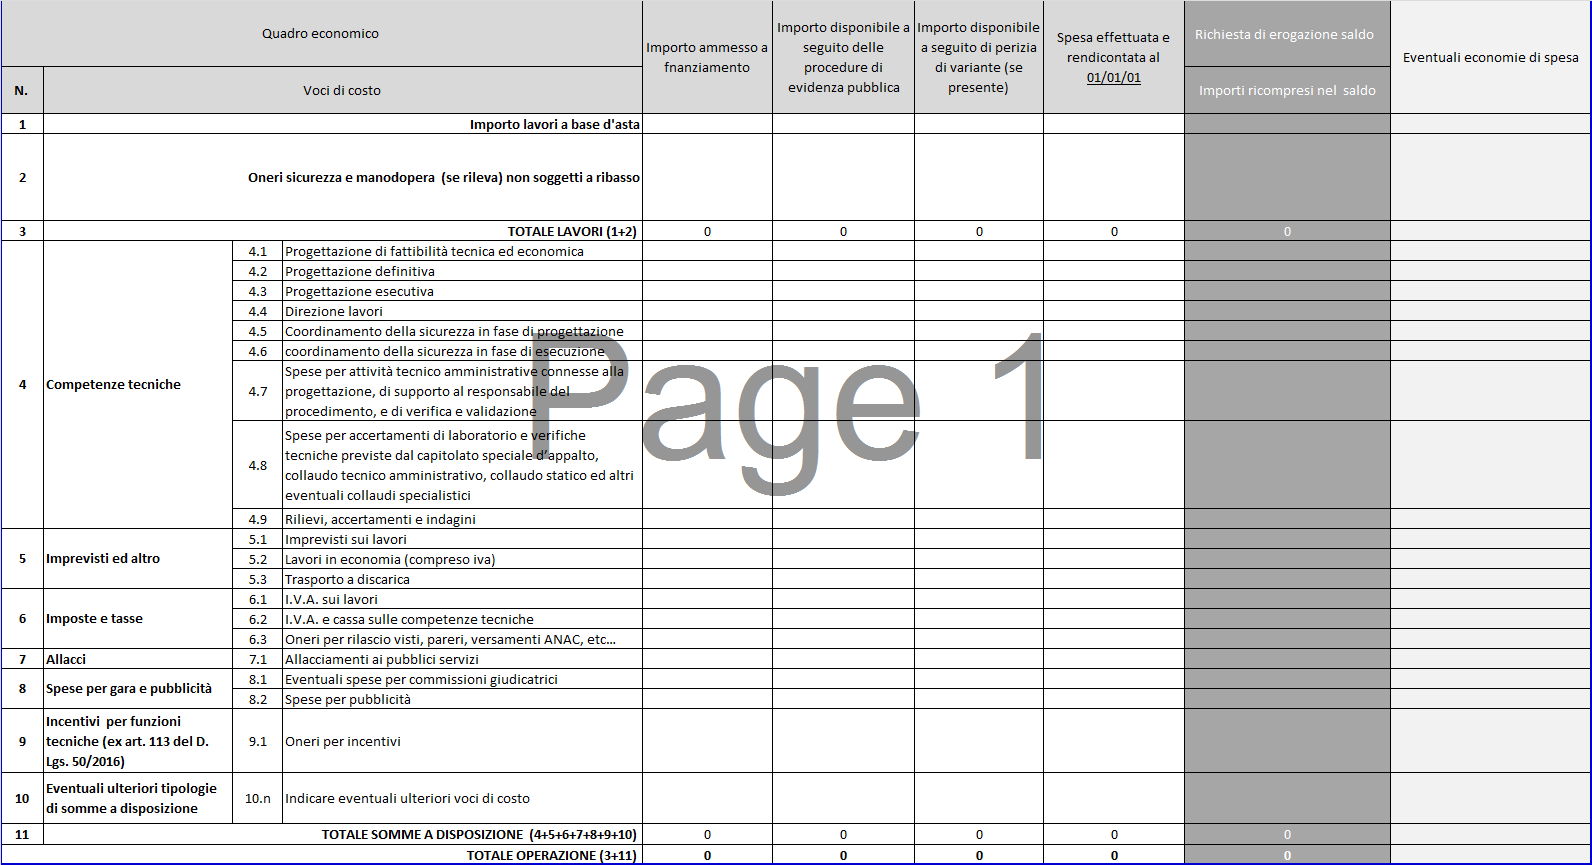 Quadro economico
Importo ammesso a
fnanziamento
Importo disponibile a
seguito delle
procedure di
evidenza pubblica
Importo disponibile
a seguito di perizia
di variante (se
presente)
Spesa effettuata e
rendicontata al
01/01/01
Richiesta di erogazione saldo
Eventuali economie di spesa
N.
Voci di costo
Importi ricompresi nel saldo
1 Importo lavori a base d'asta
2 Oneri sicurezza e manodopera (se rileva) non soggetti a ribasso
3 TOTALE LAVORI (1+2) 0 0 0 0 0
4 Competenze tecniche
4.1 Progettazione di fattibilità tecnica ed economica
4.2 Progettazione definitiva
4.3 Progettazione esecutiva
4.4 Direzione lavori
4.5 Coordinamento della sicurezza in fase di progettazione
4.6 coordinamento della sicurezza in fase di esecuzione
4.7 Spese per attività tecnico amministrative connesse alla
progettazione, di supporto al responsabile del
procedimento, e di verifica e validazione
4.8 Spese per accertamenti di laboratorio e verifiche
tecniche previste dal capitolato speciale d'appalto,
collaudo tecnico amministrativo, collaudo statico ed altri
eventuali collaudi specialistici
4.9 Rilievi, accertamenti e indagini
5 Imprevisti ed altro
5.1 Imprevisti sui lavori
5.2 Lavori in economia (compreso iva)
5.3 Trasporto a discarica
6 Imposte e tasse
6.1 I.V.A. sui lavori
6.2 I.V.A. e cassa sulle competenze tecniche
6.3 Oneri per rilascio visti, pareri, versamenti ANAC, etc...
7 Allacci 7.1 Allacciamenti ai pubblici servizi
8 Spese per gara e pubblicità
8.1 Eventuali spese per commissioni giudicatrici
8.2 Spese per pubblicità
9 Incentivi per funzioni
tecniche (ex art. 113 del D.
Lgs. 50/2016)
9.1 Oneri per incentivi
10 Eventuali ulteriori tipologie
di somme a disposizione
10.n Indicare eventuali ulteriori voci di costo
11 TOTALE SOMME A DISPOSIZIONE (4+5+6+7+8+9+10) 0 0 0 0 0
TOTALE OPERAZIONE (3+11) 0 0 0 0 0
Page 1